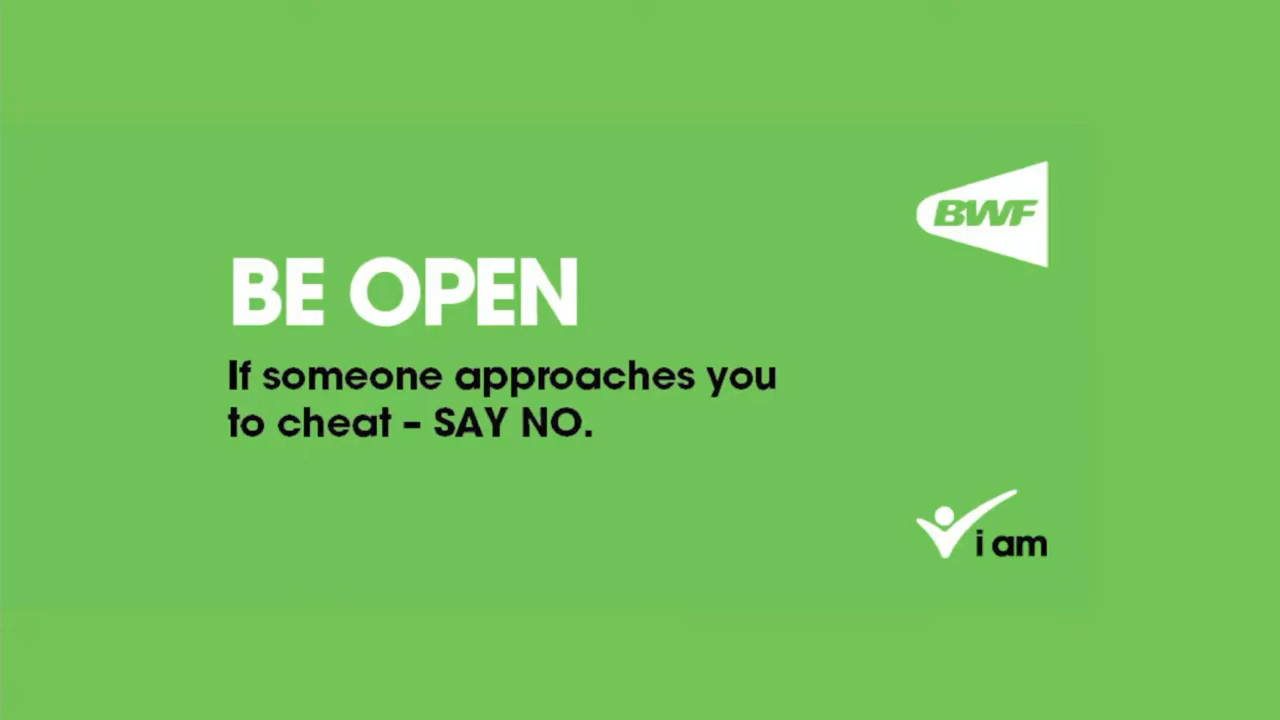 BWF
BE OPEN
If someone approaches you
to cheat - SAY NO.
i am